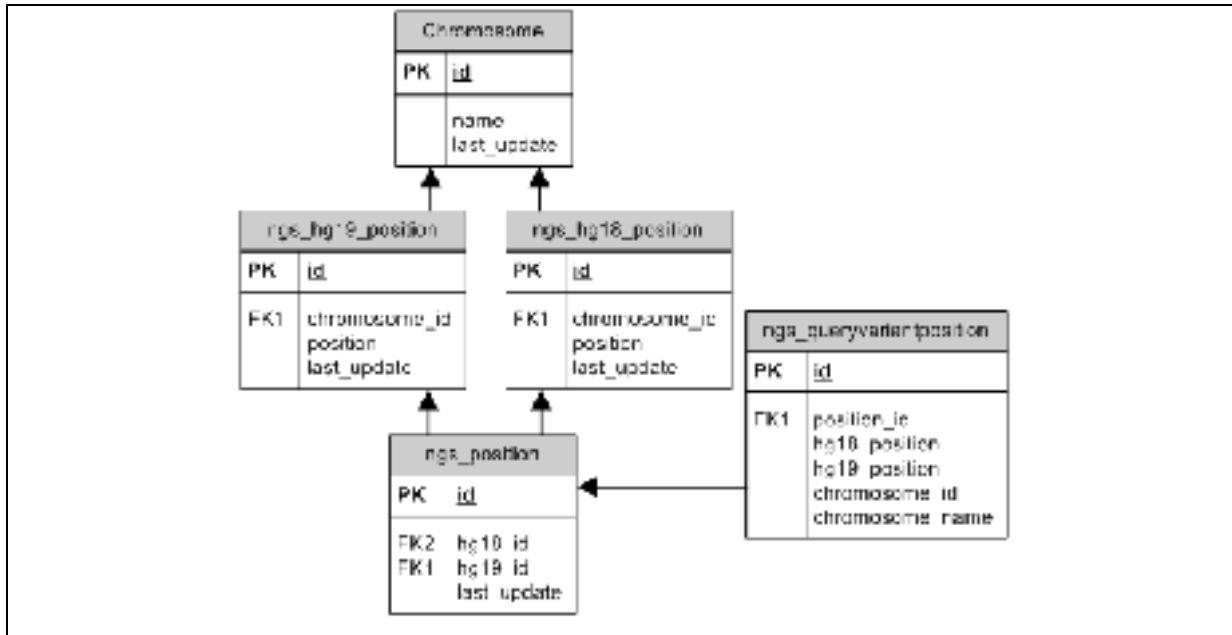 Chromosome
PK id
name
last_update
ngs_hg19_position
PK id
FK1 chromosome_id
position
last_update
ngs_hg18_position
PK id
FK1 chromosome_id
position
last_update
ngs_queryvariantposition
PK id
FK1 position_id
hg18_position
hg19_position
chromosome_id
chromosome_name
ngs_position
PK id
FK2 hg18_id
FK1 hg19_id
last_update